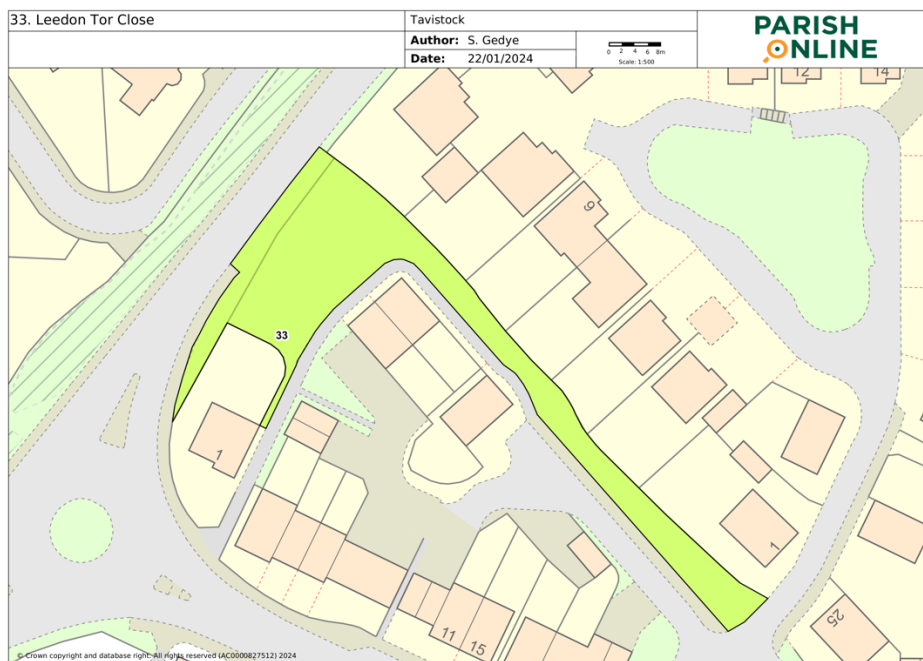 33. Leedon Tor Close
Tavistock
Author: S. Gedye
Date: 22/01/2024
0 2 4 6 8m
Scale: 1:500
PARISH
ONLINE
12
14
9
33
1
1
11
15
25
© Crown copyright and database right. All rights reserved (AC0000827512) 2024